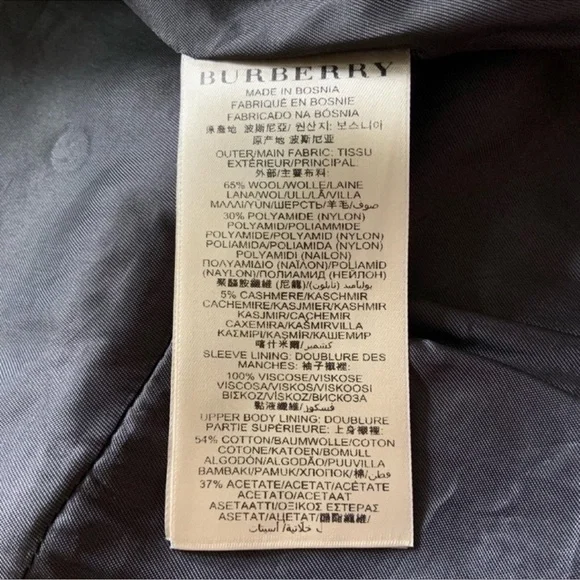 BURBERRY
MADE IN BOSNIA
FABRIQUÉ EN BOSNIE
FABRICADO NA BÓSNIA
原産地 波斯尼亞/ 원산지: 보스니아
原产地 波斯尼亚
OUTER/MAIN FABRIC: TISSU
EXTÉRIEUR/PRINCIPAL:
外部/主要布料:
65% WOOL/WOLLE/LAINE
LANA/WOL/ULL/LÃ/VILLA
ΜΑΛΛΙ/YUN/ШЕРСТЬ/羊毛/صوف
30% POLYAMIDE (NYLON)
POLYAMID/POLIAMMIDE
POLYAMIDE/POLYAMID (NYLON)
POLIAMIDA/POLIAMIDA (NYLON)
POLYAMIDI (NAILON)
ΠΟΛΥΑΜΙΔΙΟ (ΝΑΪΛΟΝ)/POLİAMİD
(NAYLON)/ПОЛИАМИД (НЕЙЛОН)
聚醯胺纖維 (尼龍)/(نايلون) بولياميد
5% CASHMERE/KASCHMIR
CACHEMIRE/KASJMIER/KASHMIR
KASJMIR/CACHEMIR
CAXEMIRA/KAŠMIRVILLA
ΚΑΣΜΙΡΙ/KAŞMİR/КАШЕМИР
喀什米爾/كشمير
SLEEVE LINING: DOUBLURE DES
MANCHES: 袖子襯裡:
100% VISCOSE/VISKOSE
VISCOSA/VISKOS/VISKOOSI
ΒΙΣΚΟΖ/VİSKOZ/ВИСКОЗА
黏液纖維/فسكوز
UPPER BODY LINING: DOUBLURE
PARTIE SUPÉRIEURE: 上身襯裡:
54% COTTON/BAUMWOLLE/COTON
COTONE/KATOEN/BOMULL
ALGODÓN/ALGODÃO/PUUVILLA
ΒΑΜΒΑΚΙ/PAMUK/ХЛОПОК/棉/قطن
37% ACETATE/ACETAT/ACÉTATE
ACETATO/ACETAAT
ASETAATTI/ΟΞΙΚΟΣ ΕΣΤΕΡΑΣ
ASETAT/АЦЕТАТ/醋酯纖維/